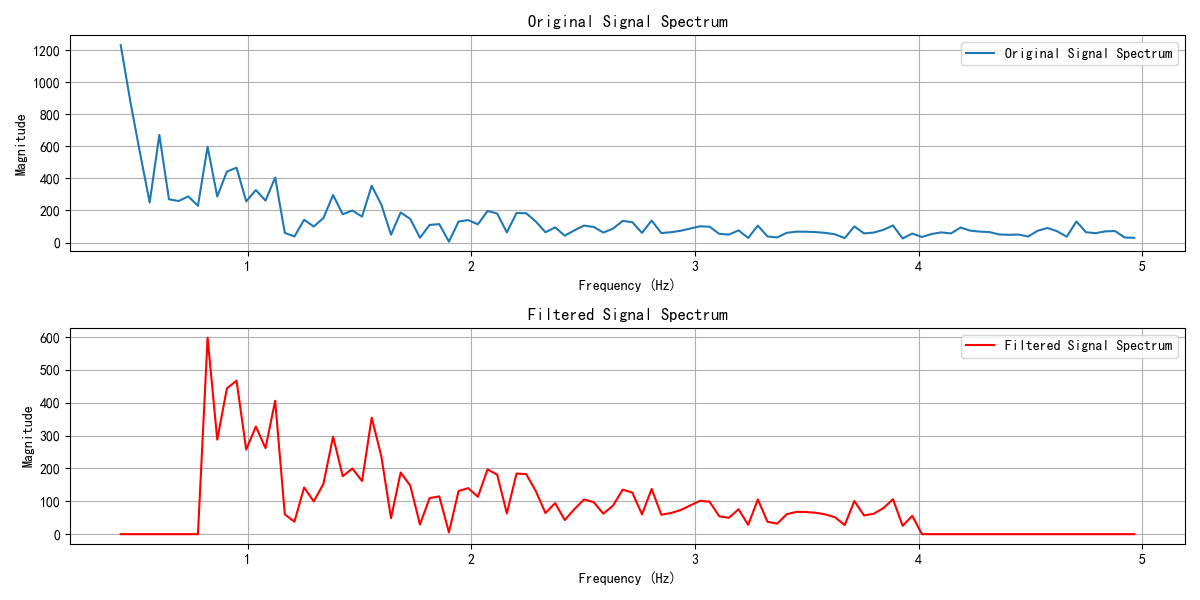 Original Signal Spectrum
1200
1000
800
600
400
200
0
Magnitude
Original Signal Spectrum
1 2 3 4 5
Frequency (Hz)
Filtered Signal Spectrum
600
500
400
300
200
100
0
Magnitude
Filtered Signal Spectrum
1 2 3 4 5
Frequency (Hz)